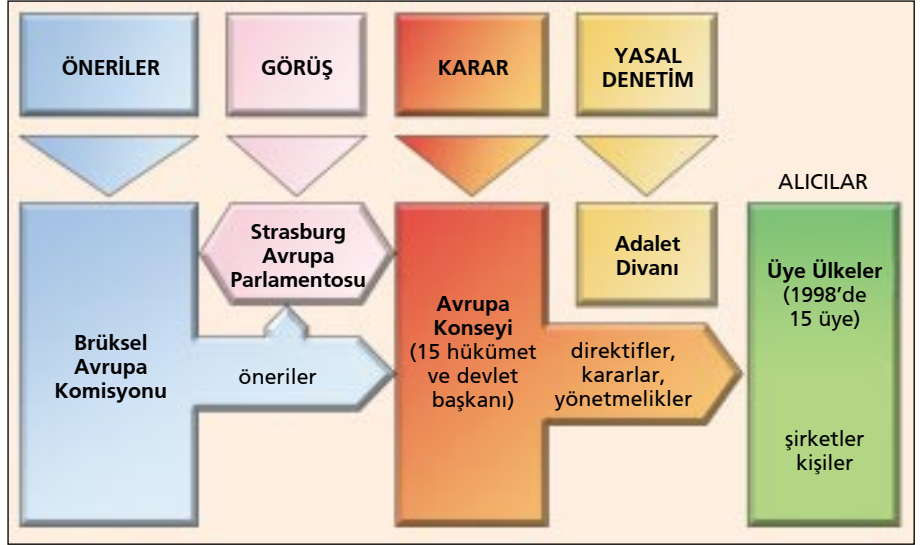 ÖNERİLER
GÖRÜŞ
KARAR
YASAL
DENETİM
ALICILAR
Brüksel
Avrupa
Komisyonu
Strasburg
Avrupa
Parlamentosu
öneriler
Avrupa
Konseyi
(15 hükümet
ve devlet
başkanı)
Adalet
Divanı
direktifler,
kararlar,
yönetmelikler
Üye Ülkeler
(1998’de
15 üye)
şirketler
kişiler